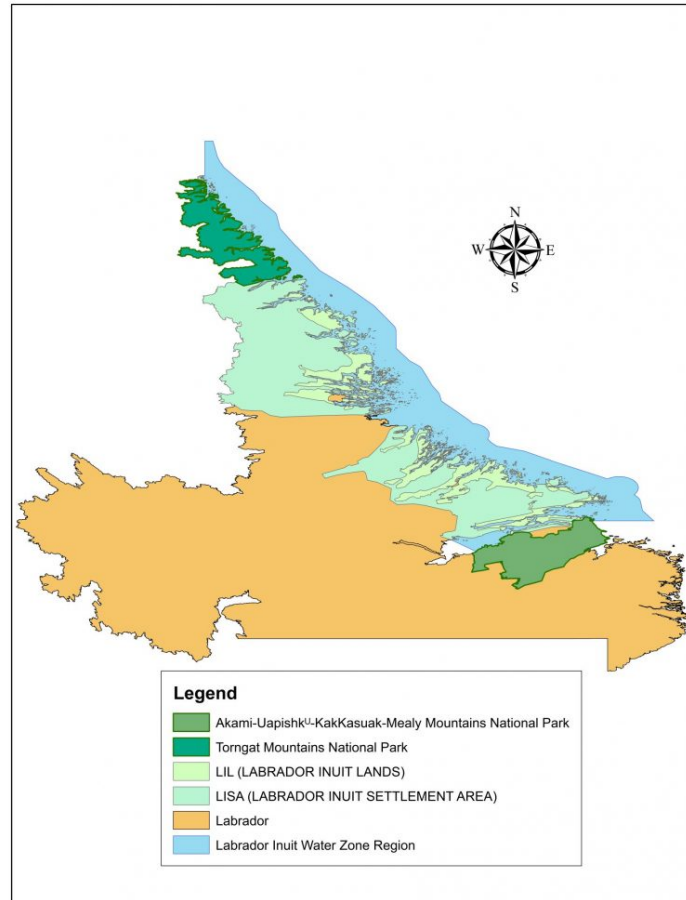 N
W E
S
Legend
Akami-Uapishkᵁ-KakKasuak-Mealy Mountains National Park
Torngat Mountains National Park
LIL (LABRADOR INUIT LANDS)
LISA (LABRADOR INUIT SETTLEMENT AREA)
Labrador
Labrador Inuit Water Zone Region